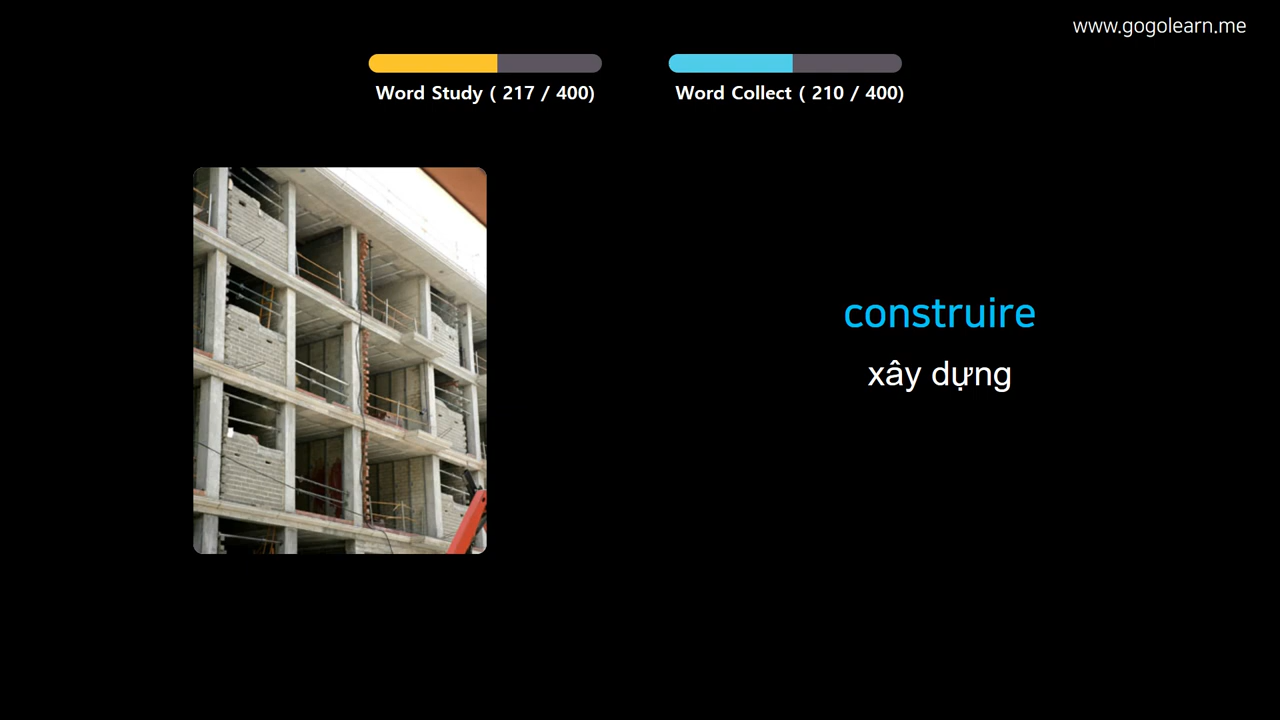 www.gogolearn.me
Word Study ( 217 / 400)
Word Collect ( 210 / 400)
construire
xây dựng